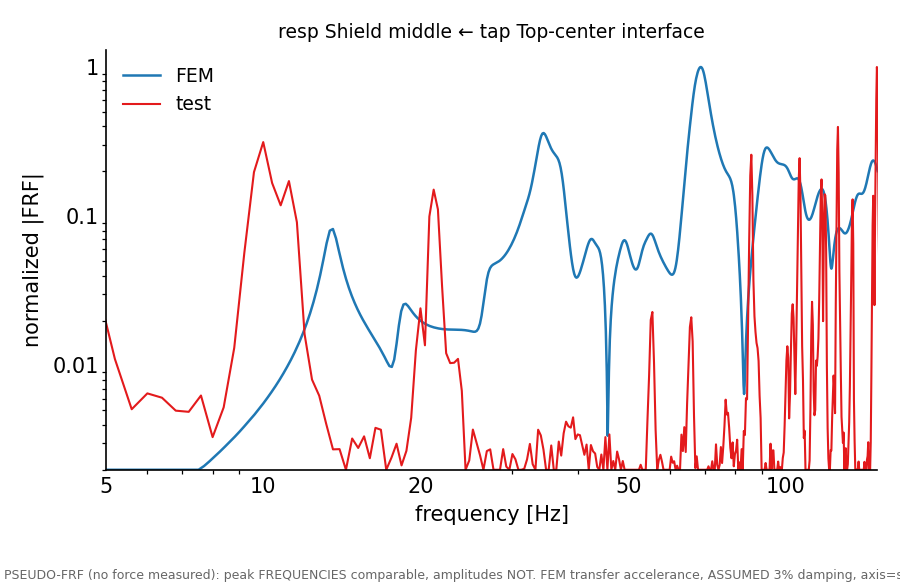 resp Shield middle ← tap Top-center interface
1
FEM
test
0.1
0.01
normalized |FRF|
5 10 20 50 100
frequency [Hz]
PSEUDO-FRF (no force measured): peak FREQUENCIES comparable, amplitudes NOT. FEM transfer accelerance, ASSUMED 3% damping, axis=s